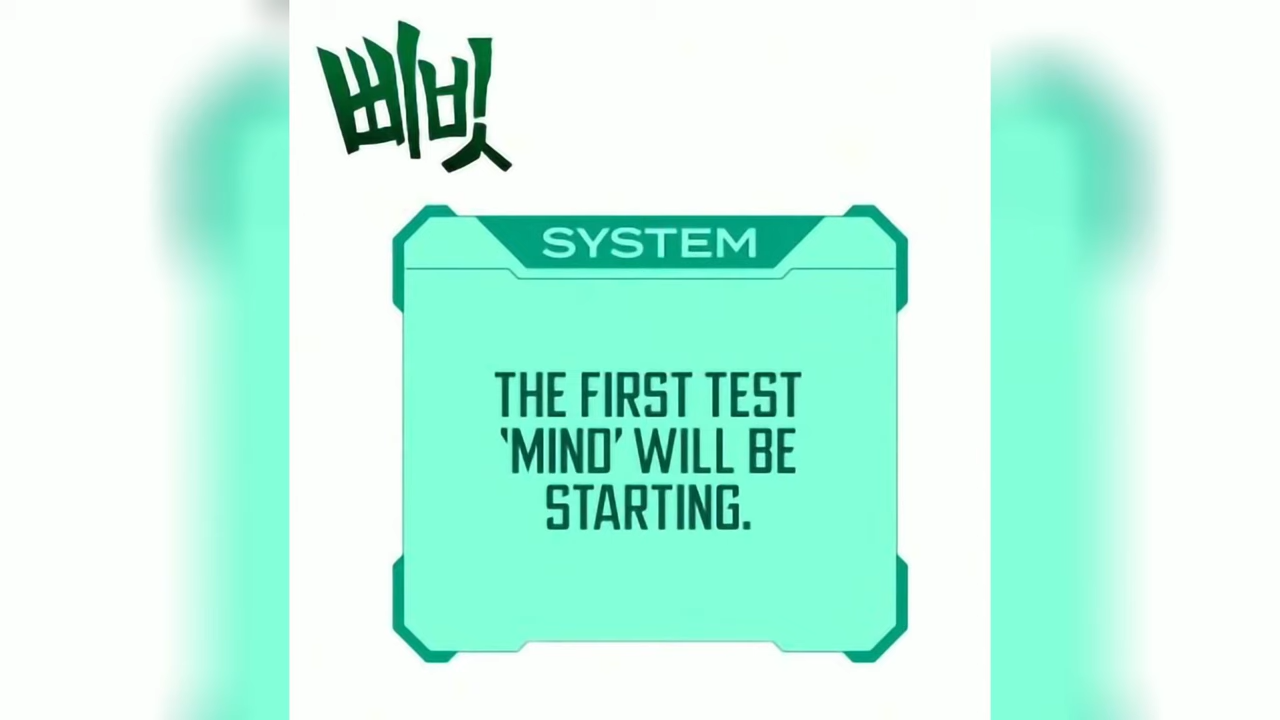 삐빗
SYSTEM
THE FIRST TEST
‘MIND’ WILL BE
STARTING.